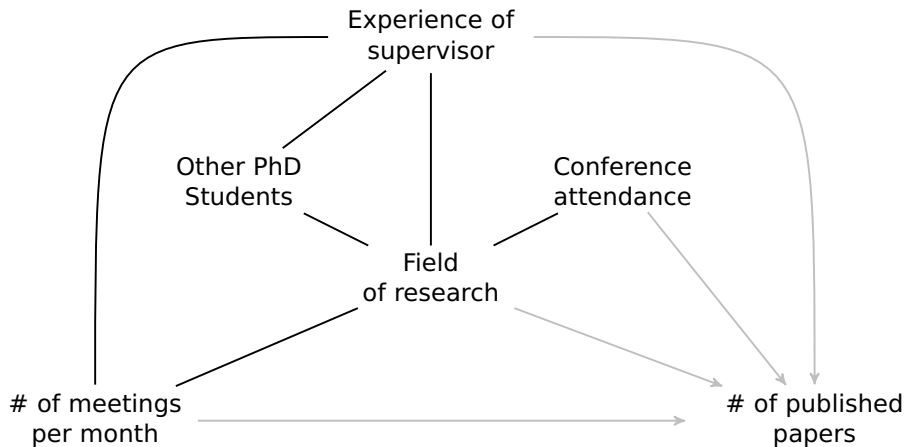 Experience of
supervisor
Other PhD
Students
Conference
attendance
Field
of research
# of meetings
per month
# of published
papers